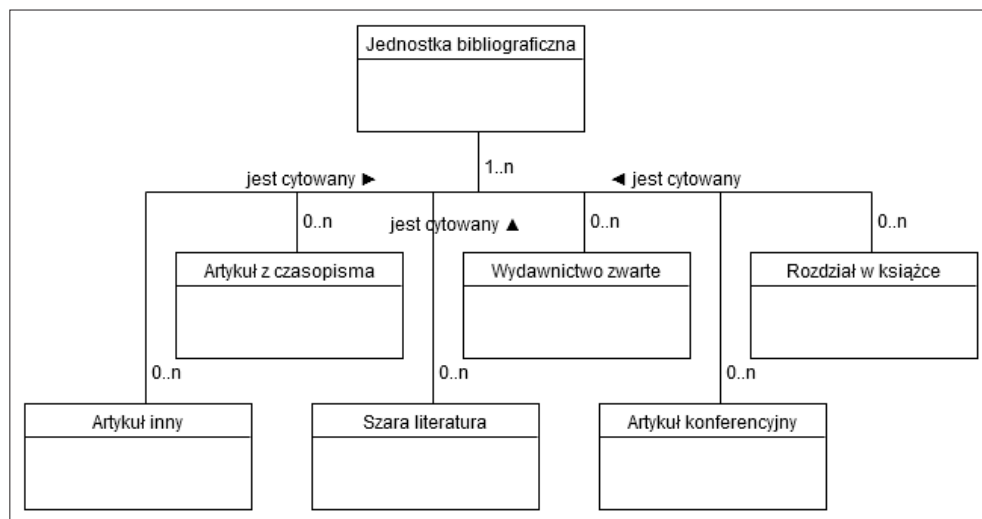 Jednostka bibliograficzna
1..n
jest cytowany ►
◄ jest cytowany
0..n
jest cytowany ▲
0..n
0..n
Artykuł z czasopisma
Wydawnictwo zwarte
Rozdział w książce
0..n
0..n
0..n
Artykuł inny
Szara literatura
Artykuł konferencyjny